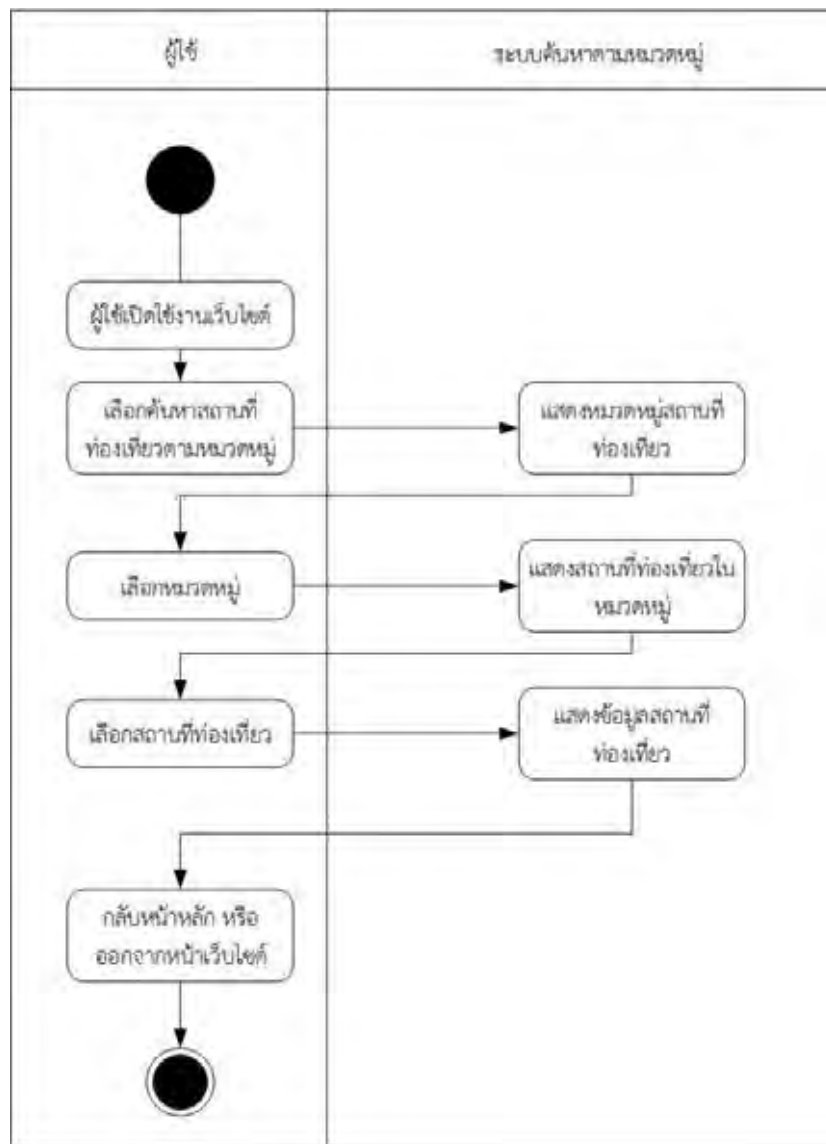 ผู้ใช้
ระบบค้นหาตามหมวดหมู่
ผู้ใช้เปิดใช้งานเว็บไซต์
เลือกค้นหาสถานที่
ท่องเที่ยวตามหมวดหมู่
แสดงหมวดหมู่สถานที่
ท่องเที่ยว
เลือกหมวดหมู่
แสดงสถานที่ท่องเที่ยวใน
หมวดหมู่
เลือกสถานที่ท่องเที่ยว
แสดงข้อมูลสถานที่
ท่องเที่ยว
กลับหน้าหลัก หรือ
ออกจากหน้าเว็บไซต์